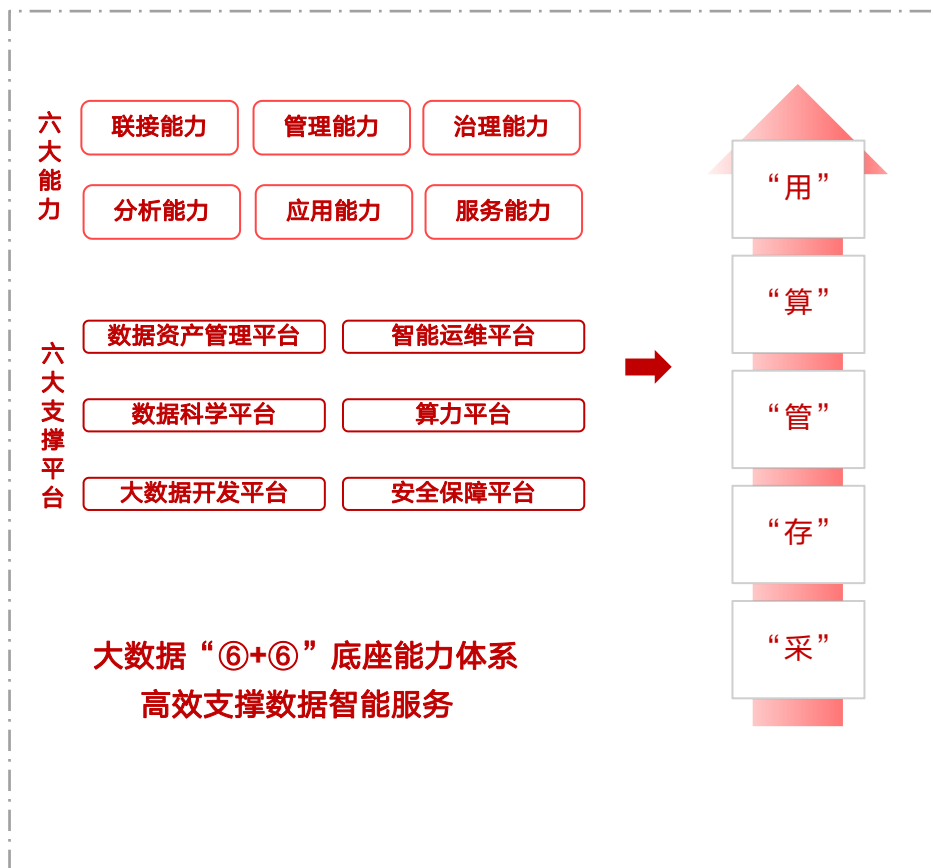 六大能力
联接能力
管理能力
治理能力
分析能力
应用能力
服务能力
六大支撑平台
数据资产管理平台
智能运维平台
数据科学平台
算力平台
大数据开发平台
安全保障平台
大数据“⑥+⑥”底座能力体系
高效支撑数据智能服务
“用”
“算”
“管”
“存”
“采”